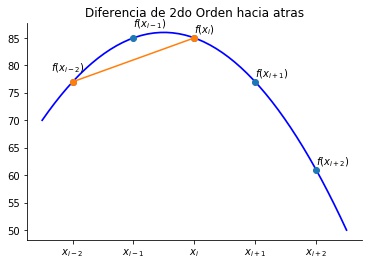 Diferencia de 2do Orden hacia atras
f(x_{i-1})
f(x_i)
85
80
f(x_{i-2})
f(x_{i+1})
75
70
65
f(x_{i+2})
60
55
50
x_{i-2} x_{i-1} x_i x_{i+1} x_{i+2}